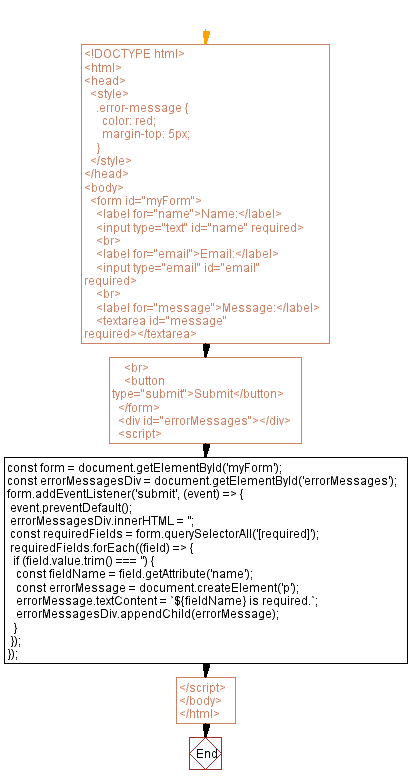 <!DOCTYPE html>
<html>
<head>
<style>
.error-message {
color: red;
margin-top: 5px;
}
</style>
</head>
<body>
<form id="myForm">
<label for="name">Name:</label>
<input type="text" id="name" required>
<br>
<label for="email">Email:</label>
<input type="email" id="email"
required>
<br>
<label for="message">Message:</label>
<textarea id="message"
required></textarea>
<br>
<button
type="submit">Submit</button>
</form>
<div id="errorMessages"></div>
<script>
const form = document.getElementById('myForm');
const errorMessagesDiv = document.getElementById('errorMessages');
form.addEventListener('submit', (event) => {
event.preventDefault();
errorMessagesDiv.innerHTML = '';
const requiredFields = form.querySelectorAll('[required]');
requiredFields.forEach((field) => {
if (field.value.trim() === '') {
const fieldName = field.getAttribute('name');
const errorMessage = document.createElement('p');
errorMessage.textContent = `${fieldName} is required.`;
errorMessagesDiv.appendChild(errorMessage);
}
});
});
</script>
</body>
</html>
End